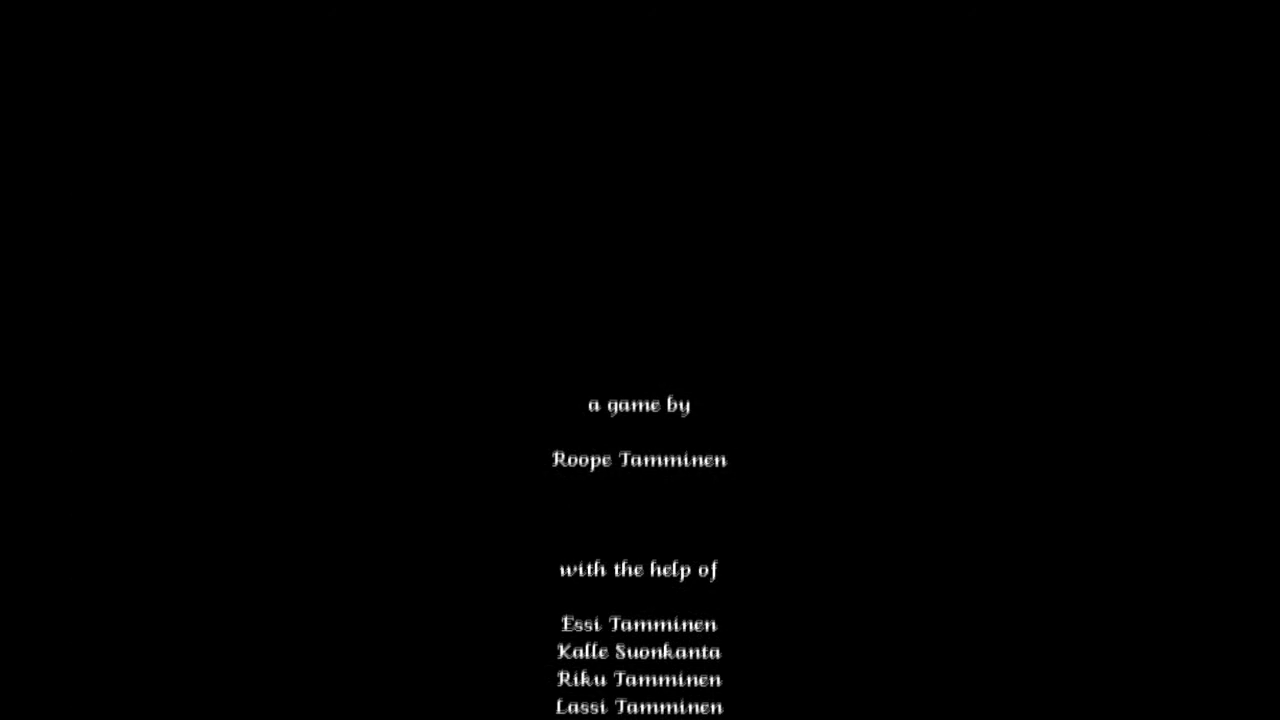 a game by
Roope Tamminen
with the help of
Essi Tamminen
Kalle Suonkanta
Riku Tamminen
Lassi Tamminen